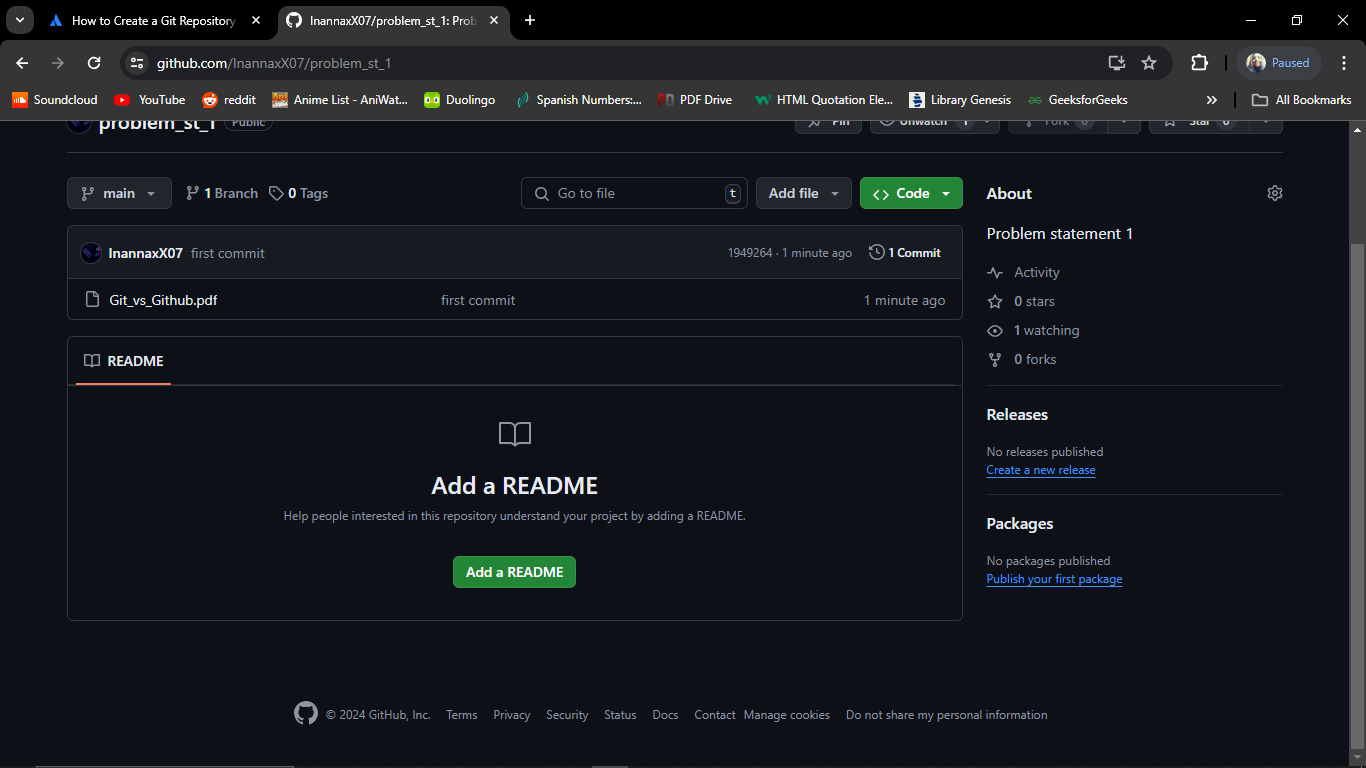 How to Create a Git Repository
InannaxX07/problem_st_1: Prob
github.com/InannaxX07/problem_st_1
Paused
Soundcloud
YouTube
reddit
Anime List - AniWat...
Duolingo
Spanish Numbers:...
PDF Drive
HTML Quotation Ele...
Library Genesis
GeeksforGeeks
All Bookmarks
problem_st_1 Public
Pin
Unwatch 1
Fork 0
Star 0
main
1 Branch
0 Tags
Go to file t
Add file
<> Code
About
Problem statement 1
InannaxX07 first commit
1949264 · 1 minute ago
1 Commit
Git_vs_Github.pdf first commit 1 minute ago
Activity
0 stars
1 watching
0 forks
README
Add a README
Help people interested in this repository understand your project by adding a README.
Add a README
Releases
No releases published
Create a new release
Packages
No packages published
Publish your first package
© 2024 GitHub, Inc. Terms Privacy Security Status Docs Contact Manage cookies Do not share my personal information